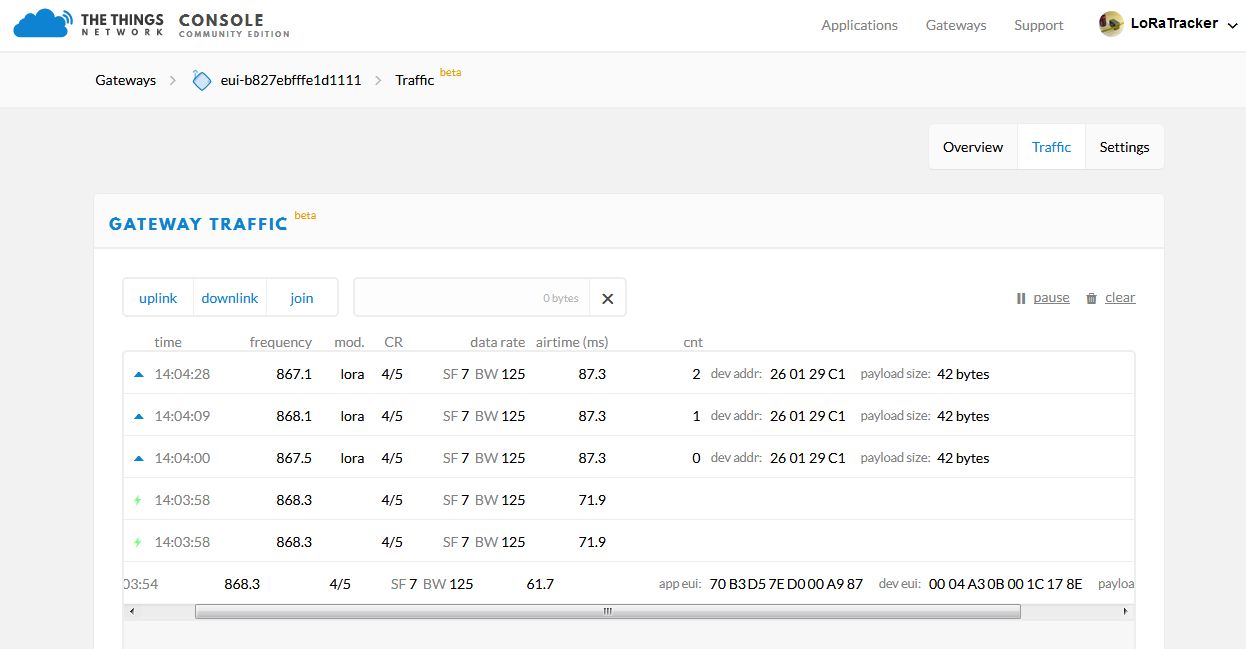 THE THINGS NETWORK CONSOLE COMMUNITY EDITION Applications Gateways Support LoRaTracker
Gateways eui-b827ebfffe1d1111 Traffic beta
Overview Traffic Settings
GATEWAY TRAFFIC beta
uplink downlink join 0 bytes pause clear
time frequency mod. CR data rate airtime (ms) cnt
14:04:28 867.1 lora 4/5 SF 7 BW 125 87.3 2 dev addr: 26 01 29 C1 payload size: 42 bytes
14:04:09 868.1 lora 4/5 SF 7 BW 125 87.3 1 dev addr: 26 01 29 C1 payload size: 42 bytes
14:04:00 867.5 lora 4/5 SF 7 BW 125 87.3 0 dev addr: 26 01 29 C1 payload size: 42 bytes
14:03:58 868.3 4/5 SF 7 BW 125 71.9
14:03:58 868.3 4/5 SF 7 BW 125 71.9
03:54 868.3 4/5 SF 7 BW 125 61.7 app eui: 70 B3 D5 7E D0 00 A9 87 dev eui: 00 04 A3 0B 00 1C 17 8E payloa